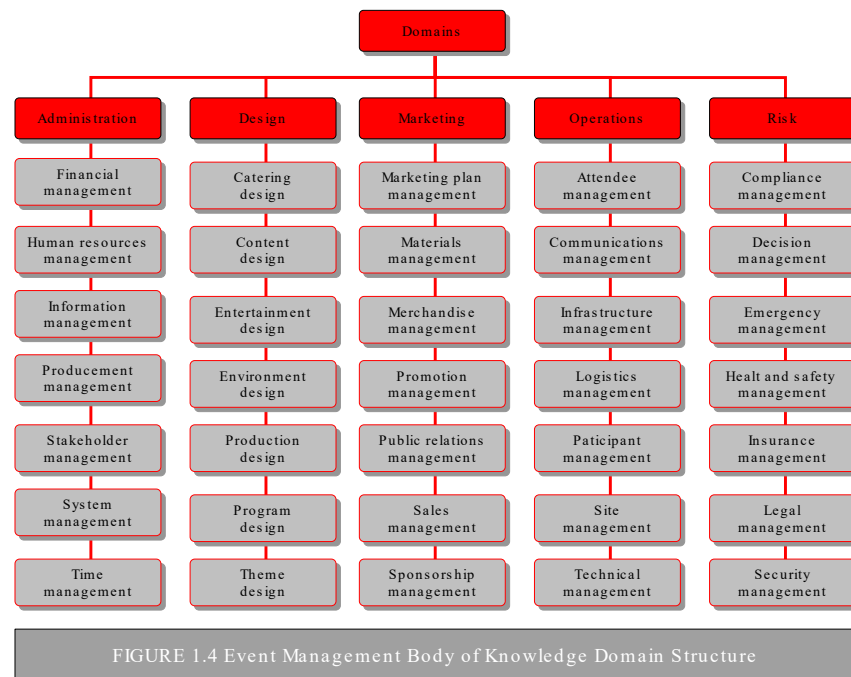 Domains
Administration
Financial
management
Human resources
management
Information
management
Producement
management
Stakeholder
management
System
management
Time
management
Design
Catering
design
Content
design
Entertainment
design
Environment
design
Production
design
Program
design
Theme
design
Marketing
Marketing plan
management
Materials
management
Merchandise
management
Promotion
management
Public relations
management
Sales
management
Sponsorship
management
Operations
Attendee
management
Communications
management
Infrastructure
management
Logistics
management
Paticipant
management
Site
management
Technical
management
Risk
Compliance
management
Decision
management
Emergency
management
Healt and safety
management
Insurance
management
Legal
management
Security
management
FIGURE 1.4 Event Management Body of Knowledge Domain Structure